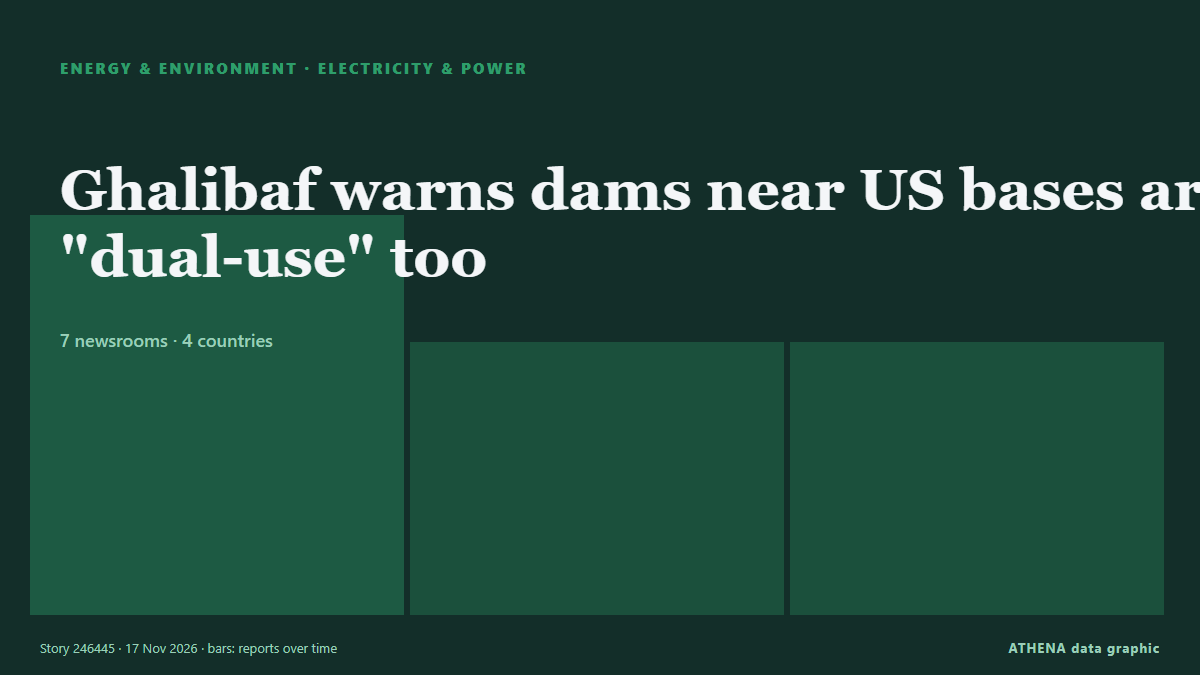 ENERGY & ENVIRONMENT · ELECTRICITY & POWER
Ghalibaf warns dams near US bases ar
"dual-use" too
7 newsrooms · 4 countries
Story 246445 · 17 Nov 2026 · bars: reports over time
ATHENA data graphic